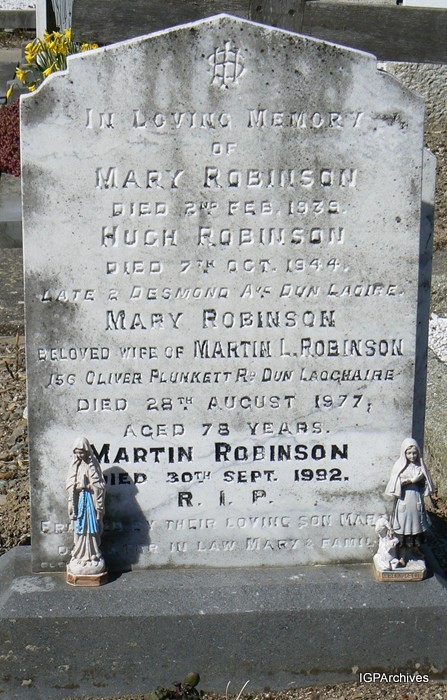 IHS
IN LOVING MEMORY
OF
MARY ROBINSON
DIED 2ND FEB. 1939.
HUGH ROBINSON
DIED 7TH OCT. 1944.
LATE 2 DESMOND AVE DUN LAOIRE.
MARY ROBINSON
BELOVED WIFE OF MARTIN L. ROBINSON
156 OLIVER PLUNKETT RD DUN LAOGHAIRE
DIED 28TH AUGUST 1977,
AGED 78 YEARS.
MARTIN ROBINSON
DIED 30TH SEPT. 1992.
R. I. P.
BY THEIR LOVING SON
IN LAW MARY & FAMILY
IGPArchives